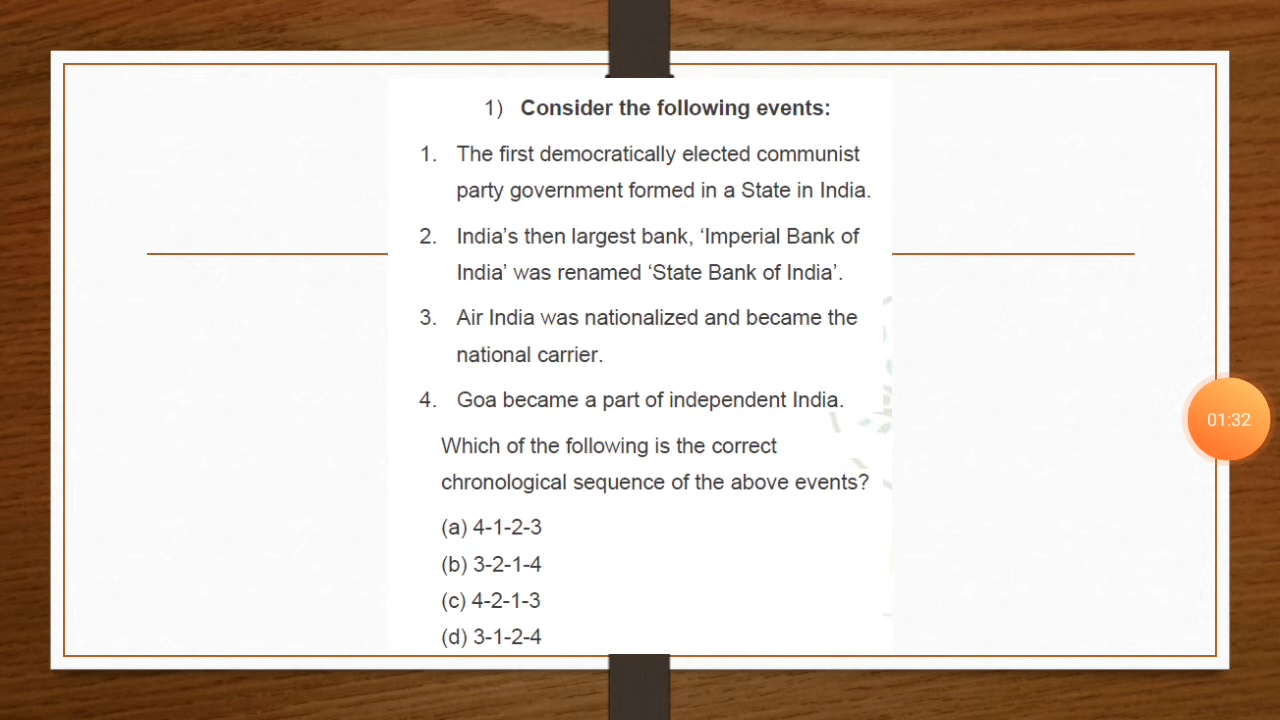 1) Consider the following events:
1. The first democratically elected communist
party government formed in a State in India.
2. India's then largest bank, ‘Imperial Bank of
India’ was renamed ‘State Bank of India’.
3. Air India was nationalized and became the
national carrier.
4. Goa became a part of independent India.
Which of the following is the correct
chronological sequence of the above events?
(a) 4-1-2-3
(b) 3-2-1-4
(c) 4-2-1-3
(d) 3-1-2-4
01:32